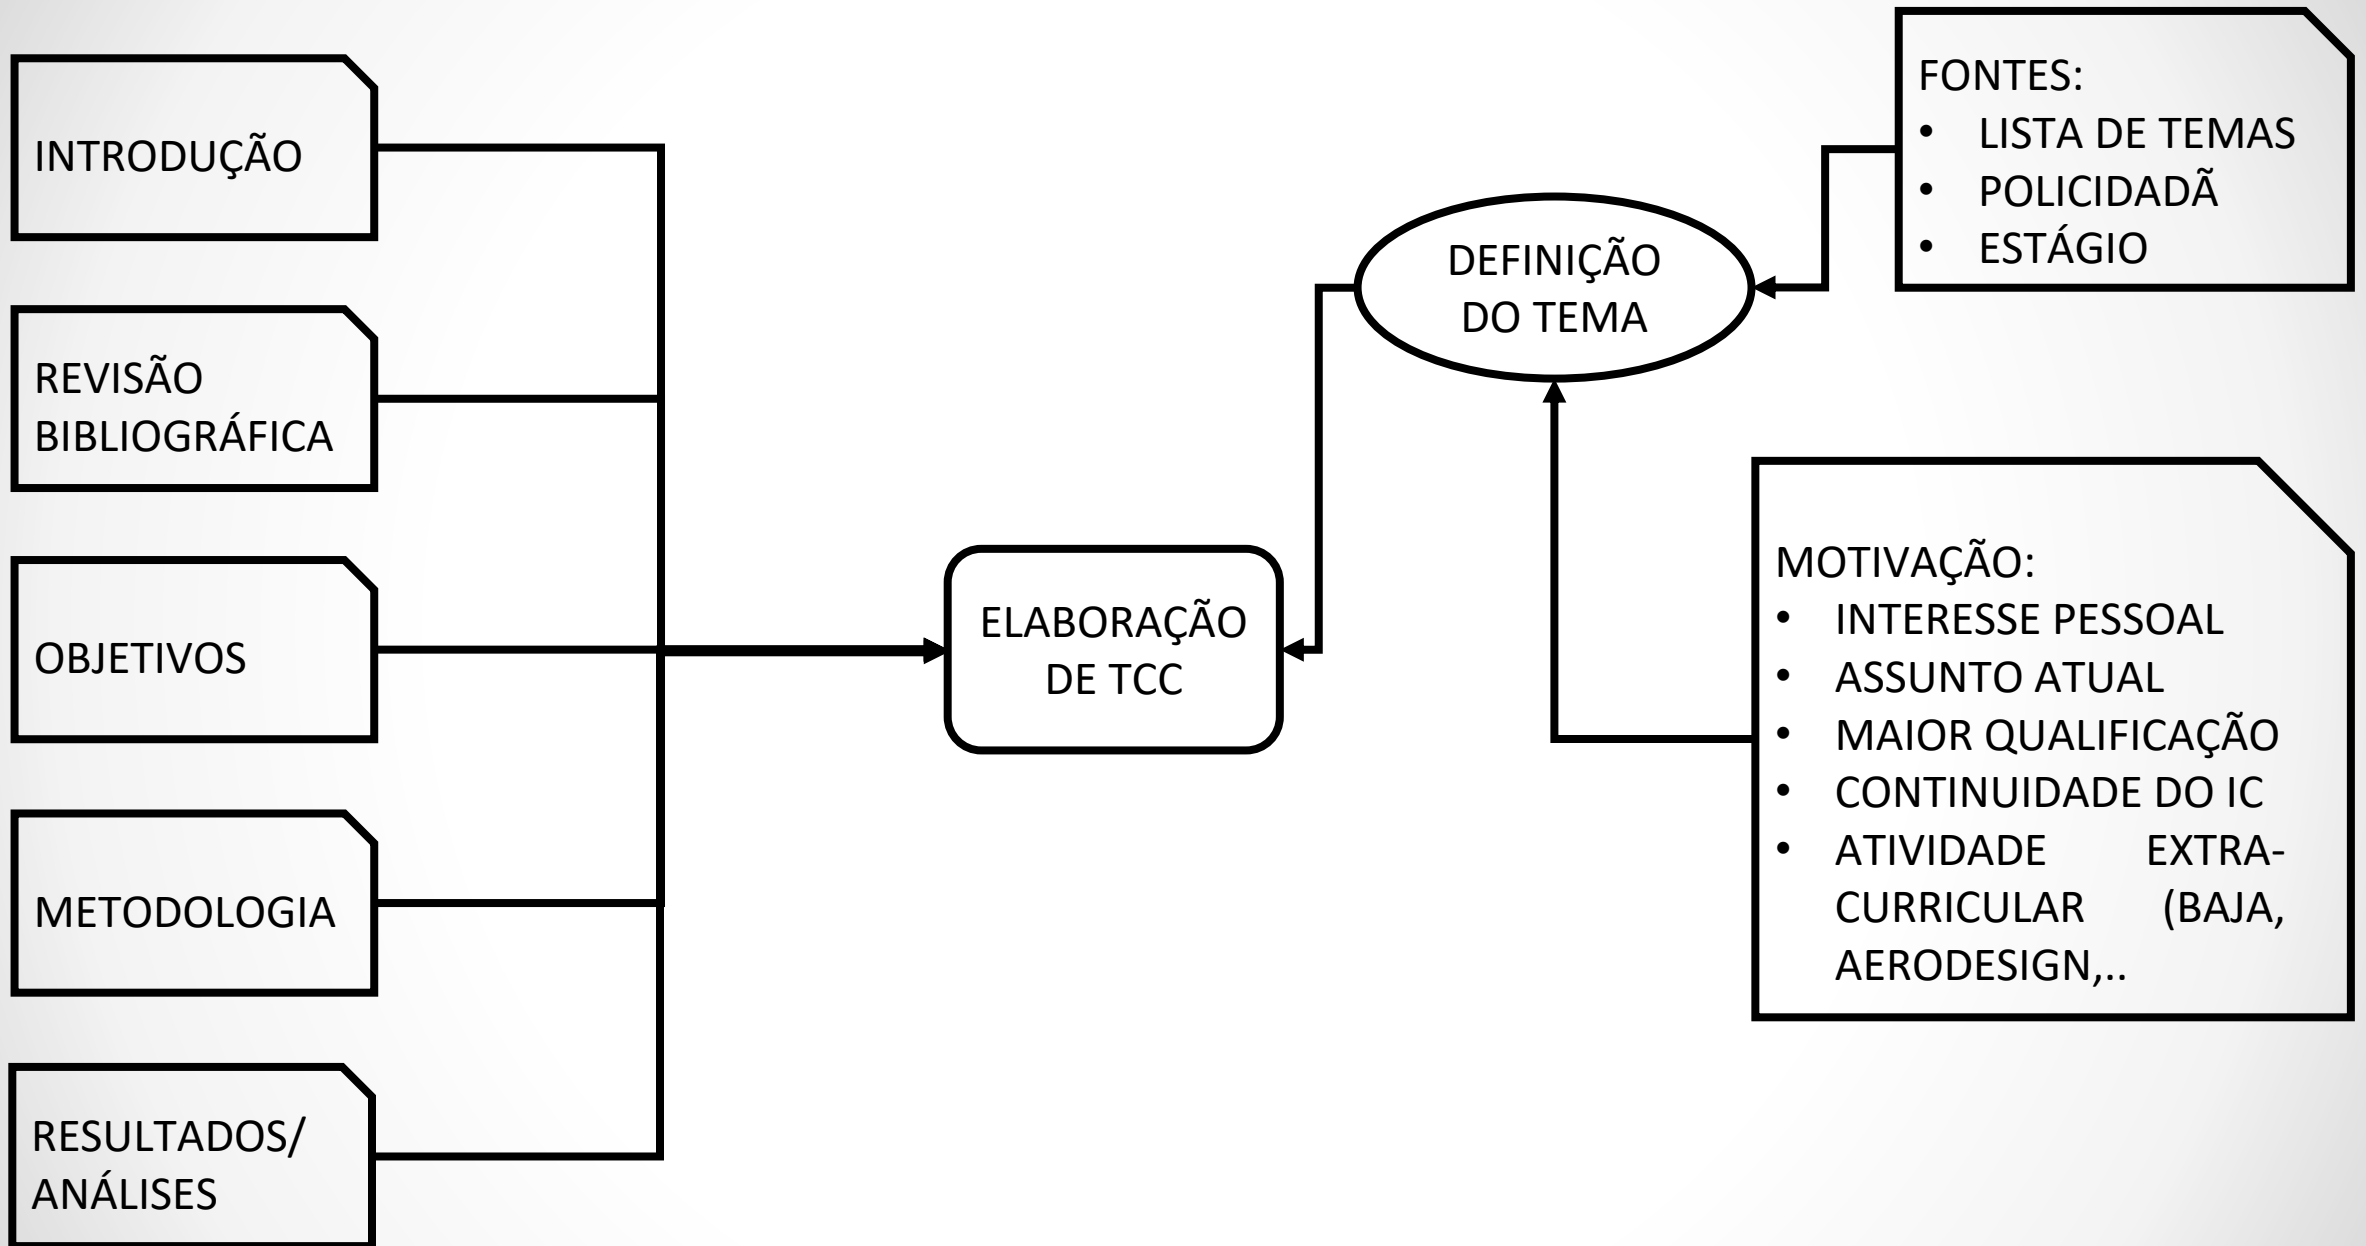 INTRODUÇÃO
REVISÃO
BIBLIOGRÁFICA
OBJETIVOS
METODOLOGIA
RESULTADOS/
ANÁLISES
ELABORAÇÃO
DE TCC
DEFINIÇÃO
DO TEMA
FONTES:
• LISTA DE TEMAS
• POLICIDADÃ
• ESTÁGIO
MOTIVAÇÃO:
• INTERESSE PESSOAL
• ASSUNTO ATUAL
• MAIOR QUALIFICAÇÃO
• CONTINUIDADE DO IC
• ATIVIDADE EXTRA-
CURRICULAR (BAJA,
AERODESIGN,..